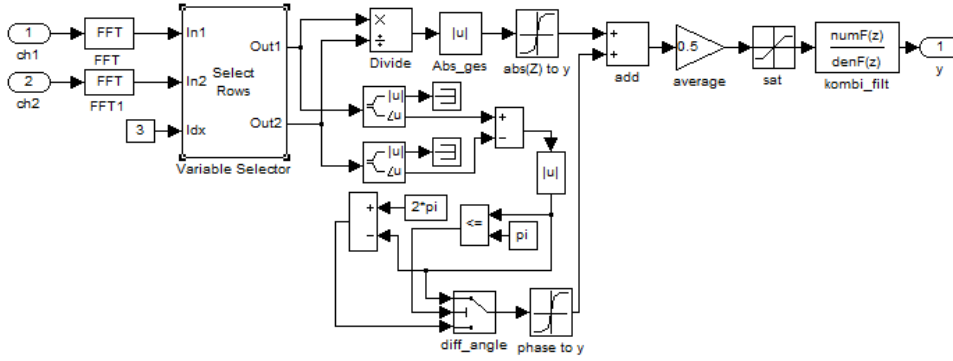 1
ch1
FFT
FFT
2
ch2
FFT
FFT1
3
In1
In2
Idx
Select
Rows
Out1
Out2
Variable Selector
×
÷
Divide
|u|
Abs_ges
abs(Z) to y
+
+
add
0.5
average
sat
numF(z)
denF(z)
kombi_filt
1
y
|u|
∠u
|u|
∠u
+
−
|u|
+
−
2*pi
<=
pi
diff_angle
phase to y